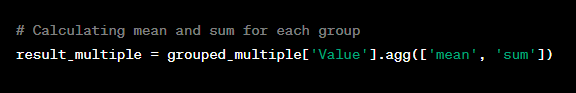 # Calculating mean and sum for each group
result_multiple = grouped_multiple['Value'].agg(['mean', 'sum'])